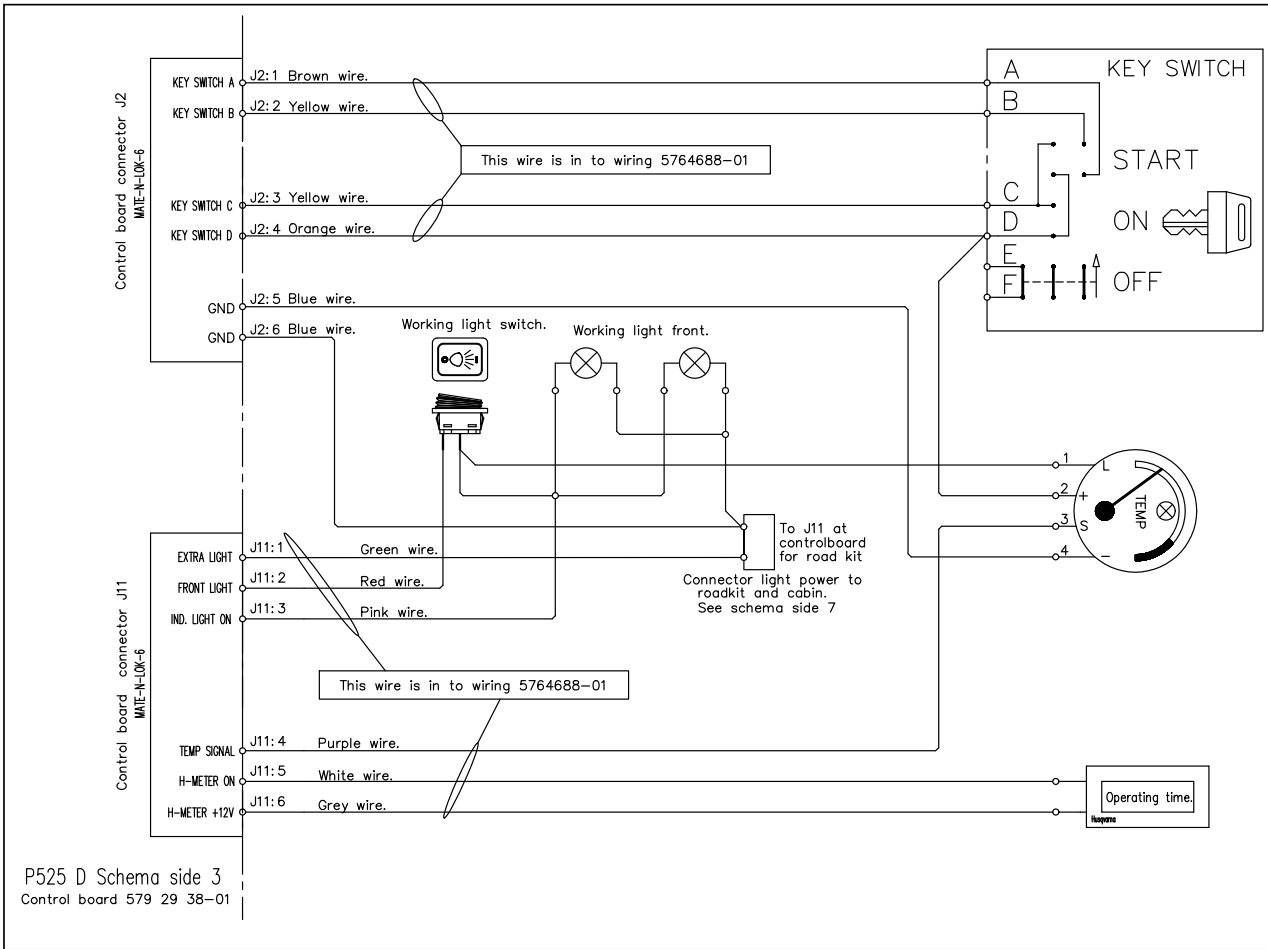 Control board connector J2
MATE-N-LOK-6
KEY SWITCH A
J2:1 Brown wire.
KEY SWITCH B
J2:2 Yellow wire.
KEY SWITCH C
J2:3 Yellow wire.
KEY SWITCH D
J2:4 Orange wire.
GND
J2:5 Blue wire.
GND
J2:6 Blue wire.
This wire is in to wiring 5764688-01
A
B
C
D
E
F
KEY SWITCH
START
ON
OFF
Working light switch.
Working light front.
1
2
3
4
L
+
S
-
TEMP
To J11 at
controlboard
for road kit
Connector light power to
roadkit and cabin.
See schema side 7
Control board connector J11
MATE-N-LOK-6
EXTRA LIGHT
J11:1 Green wire.
FRONT LIGHT
J11:2 Red wire.
IND. LIGHT ON
J11:3 Pink wire.
This wire is in to wiring 5764688-01
TEMP SIGNAL
J11:4 Purple wire.
H-METER ON
J11:5 White wire.
H-METER +12V
J11:6 Grey wire.
Operating time.
Husqvarna
P525 D Schema side 3
Control board 579 29 38-01